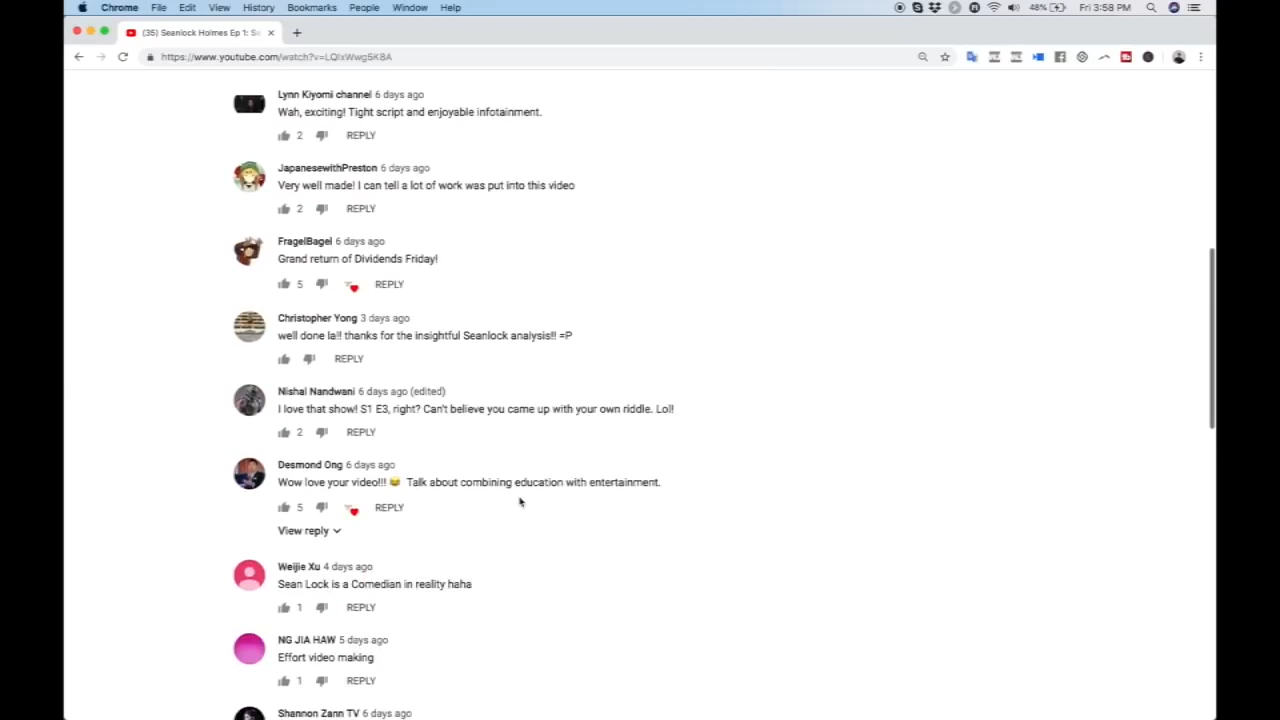 Chrome File Edit View History Bookmarks People Window Help 48% Fri 3:58 PM
(35) Seanlock Holmes Ep 1: Se
https://www.youtube.com/watch?v=LQIxWwg5K8A
Lynn Kiyomi channel 6 days ago
Wah, exciting! Tight script and enjoyable infotainment.
2 REPLY
JapanesewithPreston 6 days ago
Very well made! I can tell a lot of work was put into this video
2 REPLY
FragelBagel 6 days ago
Grand return of Dividends Friday!
5 REPLY
Christopher Yong 3 days ago
well done la!! thanks for the insightful Seanlock analysis!! =P
REPLY
Nishal Nandwani 6 days ago (edited)
I love that show! S1 E3, right? Can't believe you came up with your own riddle. Lol!
2 REPLY
Desmond Ong 6 days ago
Wow love your video!!! 😂 Talk about combining education with entertainment.
5 REPLY
View reply
Weijie Xu 4 days ago
Sean Lock is a Comedian in reality haha
1 REPLY
NG JIA HAW 5 days ago
Effort video making
1 REPLY
Shannon Zann TV 6 days ago